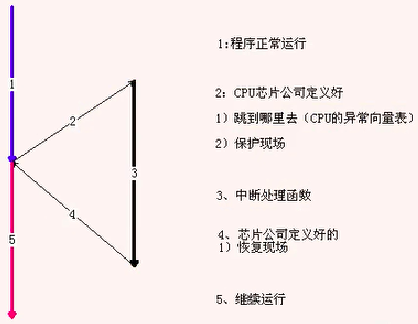 1
2
3
4
5
1:程序正常运行
2: CPU芯片公司定义好
1）跳到哪里去（CPU的异常向量表）
2）保护现场
3、中断处理函数
4、芯片公司定义好的
1）恢复现场
5、继续运行